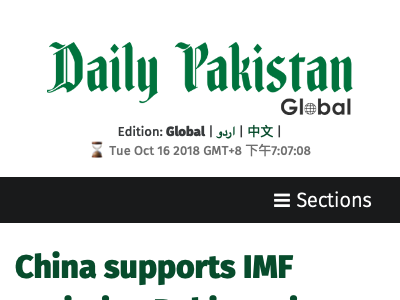 Daily Pakistan
Global
Edition: Global | اردو | 中文 |
⌛ Tue Oct 16 2018 GMT+8 下午7:07:08
≡ Sections
China supports IMF